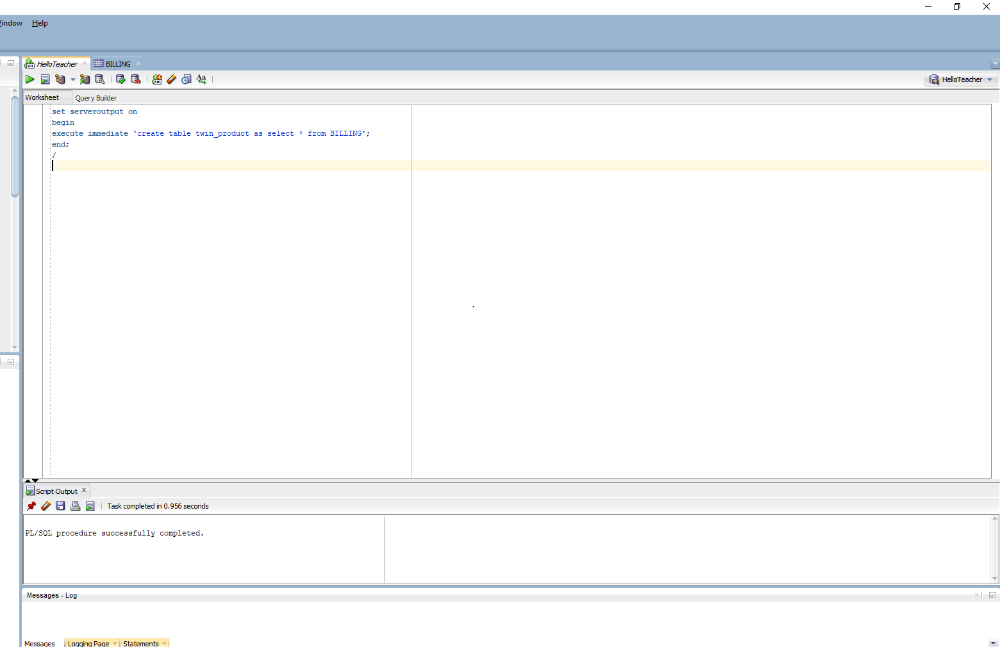 Window Help
HelloTeacher BILLING
HelloTeacher
Worksheet Query Builder
set serveroutput on
begin
execute immediate 'create table twin_product as select * from BILLING';
end;
/
Script Output
Task completed in 0.956 seconds
PL/SQL procedure successfully completed.
Messages - Log
Messages Logging Page Statements